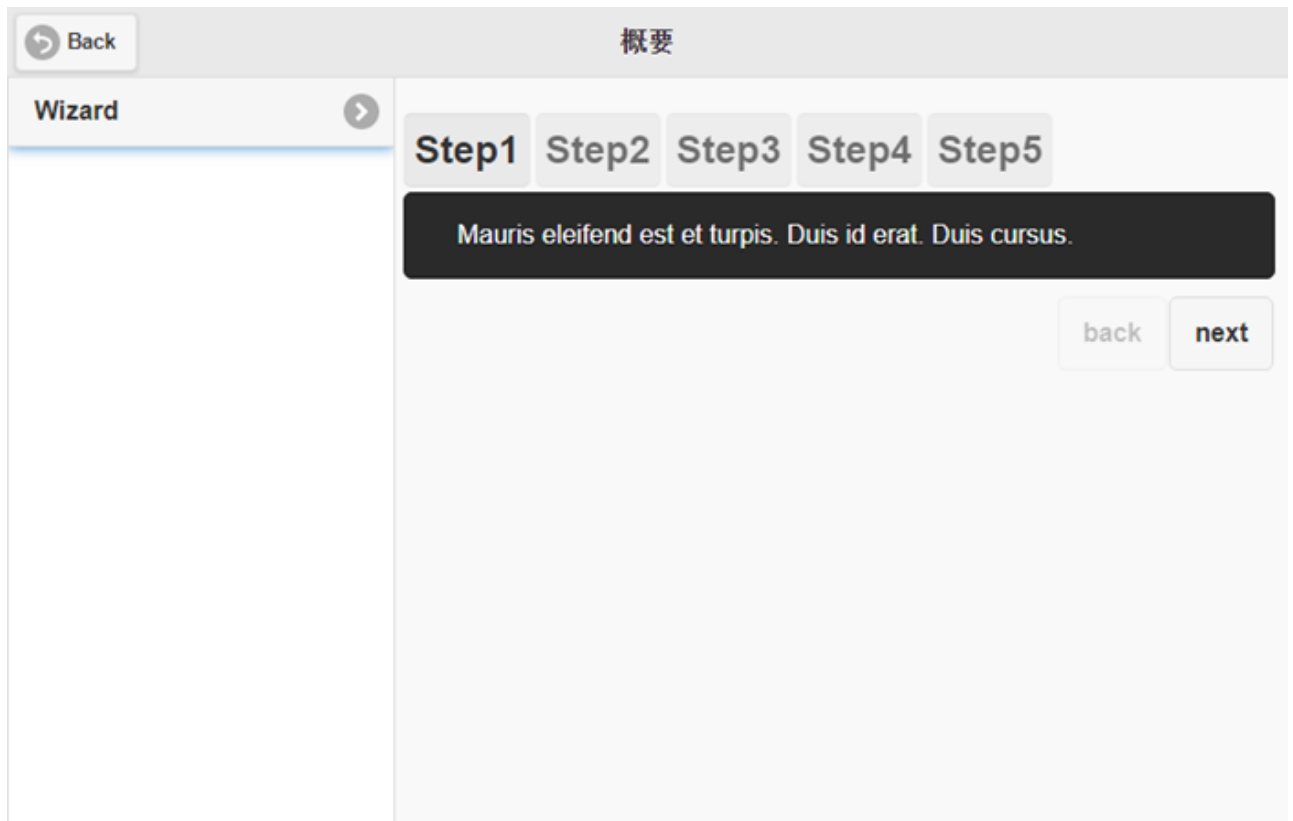 Back
概要
Wizard
Step1 Step2 Step3 Step4 Step5
Mauris eleifend est et turpis. Duis id erat. Duis cursus.
back next